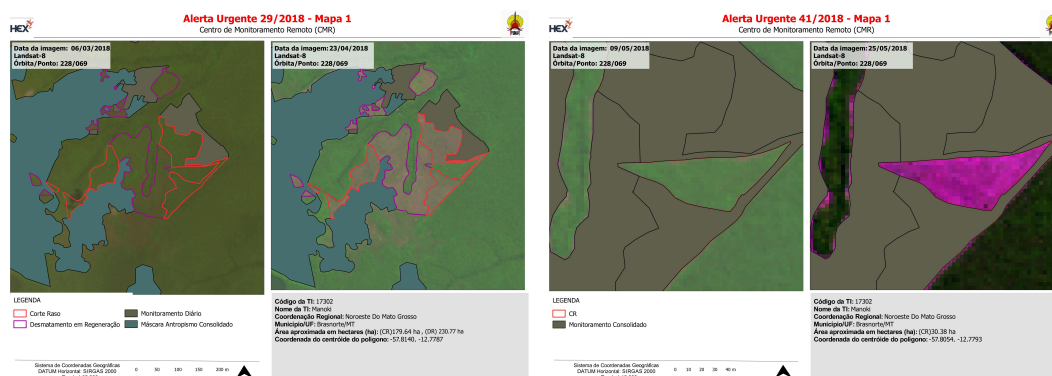 HEX
Alerta Urgente 29/2018 - Mapa 1
Centro de Monitoramento Remoto (CMR)
Data da imagem: 06/03/2018
Landsat-8
Órbita/Ponto: 228/069
Data da imagem:23/04/2018
Landsat-8
Órbita/Ponto: 228/069
LEGENDA
Corte Raso
Monitoramento Diário
Desmatamento em Regeneração
Máscara Antropismo Consolidado
Código da TI: 17302
Nome da TI: Manoki
Coordenação Regional: Noroeste Do Mato Grosso
Município/UF: Brasnorte/MT
Área aproximada em hectares (ha): (CR)179.64 ha , (DR) 230.77 ha
Coordenada do centróide do polígono: -57.8140, -12.7787
Sistema de Coordenadas Geográficas
DATUM Horizontal: SIRGAS 2000
0 50 100 150 200 m
HEX
Alerta Urgente 41/2018 - Mapa 1
Centro de Monitoramento Remoto (CMR)
Data da imagem: 09/05/2018
Landsat-8
Órbita/Ponto: 228/069
Data da imagem:25/05/2018
Landsat-8
Órbita/Ponto: 228/069
LEGENDA
CR
Monitoramento Consolidado
Código da TI: 17302
Nome da TI: Manoki
Coordenação Regional: Noroeste Do Mato Grosso
Município/UF: Brasnorte/MT
Área aproximada em hectares (ha): (CR)30.38 ha
Coordenada do centróide do polígono: -57.8054, -12.7793
Sistema de Coordenadas Geográficas
DATUM Horizontal: SIRGAS 2000
0 10 20 30 40 m